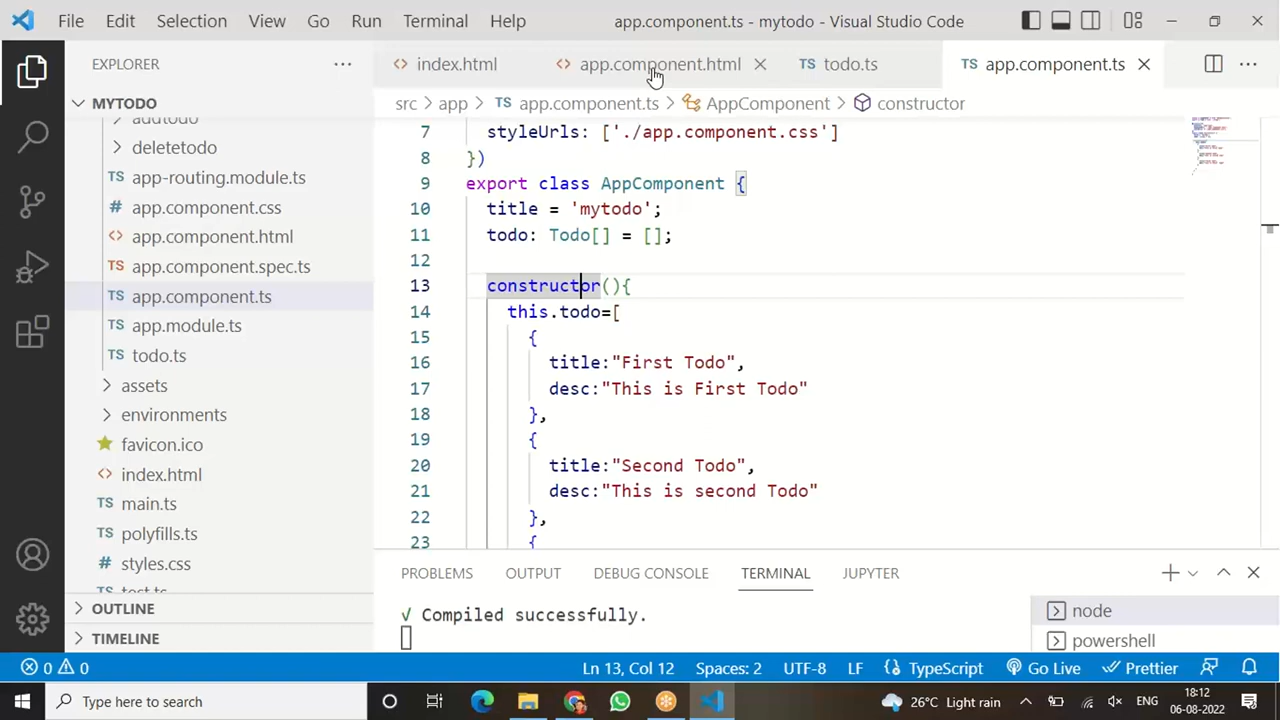 File Edit Selection View Go Run Terminal Help app.component.ts - mytodo - Visual Studio Code
EXPLORER
index.html app.component.html todo.ts app.component.ts
MYTODO
src app app.component.ts AppComponent constructor
addtodo
deletetodo
app-routing.module.ts
app.component.css
app.component.html
app.component.spec.ts
app.component.ts
app.module.ts
todo.ts
assets
environments
favicon.ico
index.html
main.ts
polyfills.ts
styles.css
test.ts
OUTLINE
TIMELINE
7 styleUrls: ['./app.component.css']
8 })
9 export class AppComponent {
10 title = 'mytodo';
11 todo: Todo[] = [];
12
13 constructor(){
14 this.todo=[
15 {
16 title:"First Todo",
17 desc:"This is First Todo"
18 },
19 {
20 title:"Second Todo",
21 desc:"This is second Todo"
22 },
23 {
PROBLEMS OUTPUT DEBUG CONSOLE TERMINAL JUPYTER
√ Compiled successfully.
node
powershell
0 0 Ln 13, Col 12 Spaces: 2 UTF-8 LF TypeScript Go Live Prettier
Type here to search
26°C Light rain ENG 18:12
06-08-2022